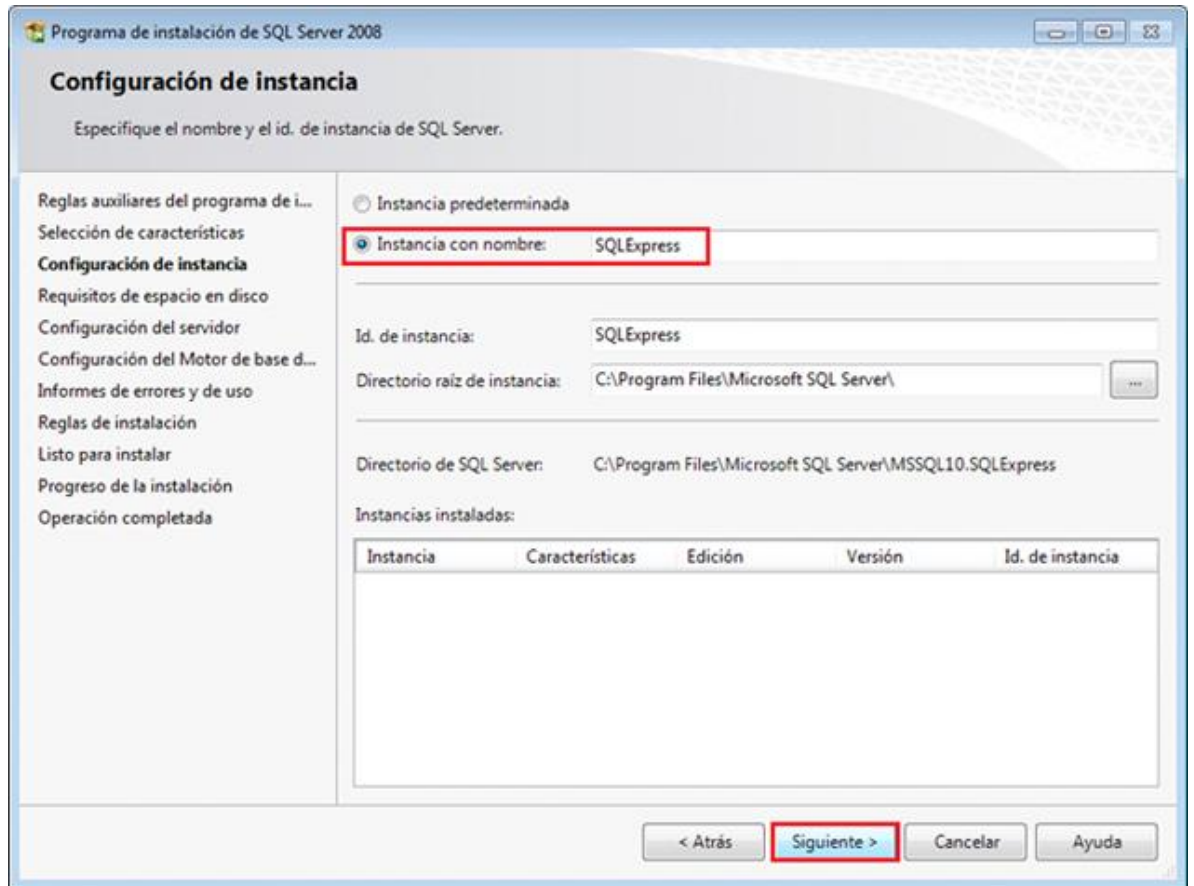 Programa de instalación de SQL Server 2008
Configuración de instancia
Especifique el nombre y el id. de instancia de SQL Server.
Reglas auxiliares del programa de i...
Selección de características
Configuración de instancia
Requisitos de espacio en disco
Configuración del servidor
Configuración del Motor de base d...
Informes de errores y de uso
Reglas de instalación
Listo para instalar
Progreso de la instalación
Operación completada
Instancia predeterminada
Instancia con nombre: SQLExpress
Id. de instancia: SQLExpress
Directorio raíz de instancia: C:\Program Files\Microsoft SQL Server\ ...
Directorio de SQL Server: C:\Program Files\Microsoft SQL Server\MSSQL10.SQLExpress
Instancias instaladas:
Instancia Características Edición Versión Id. de instancia
< Atrás Siguiente > Cancelar Ayuda